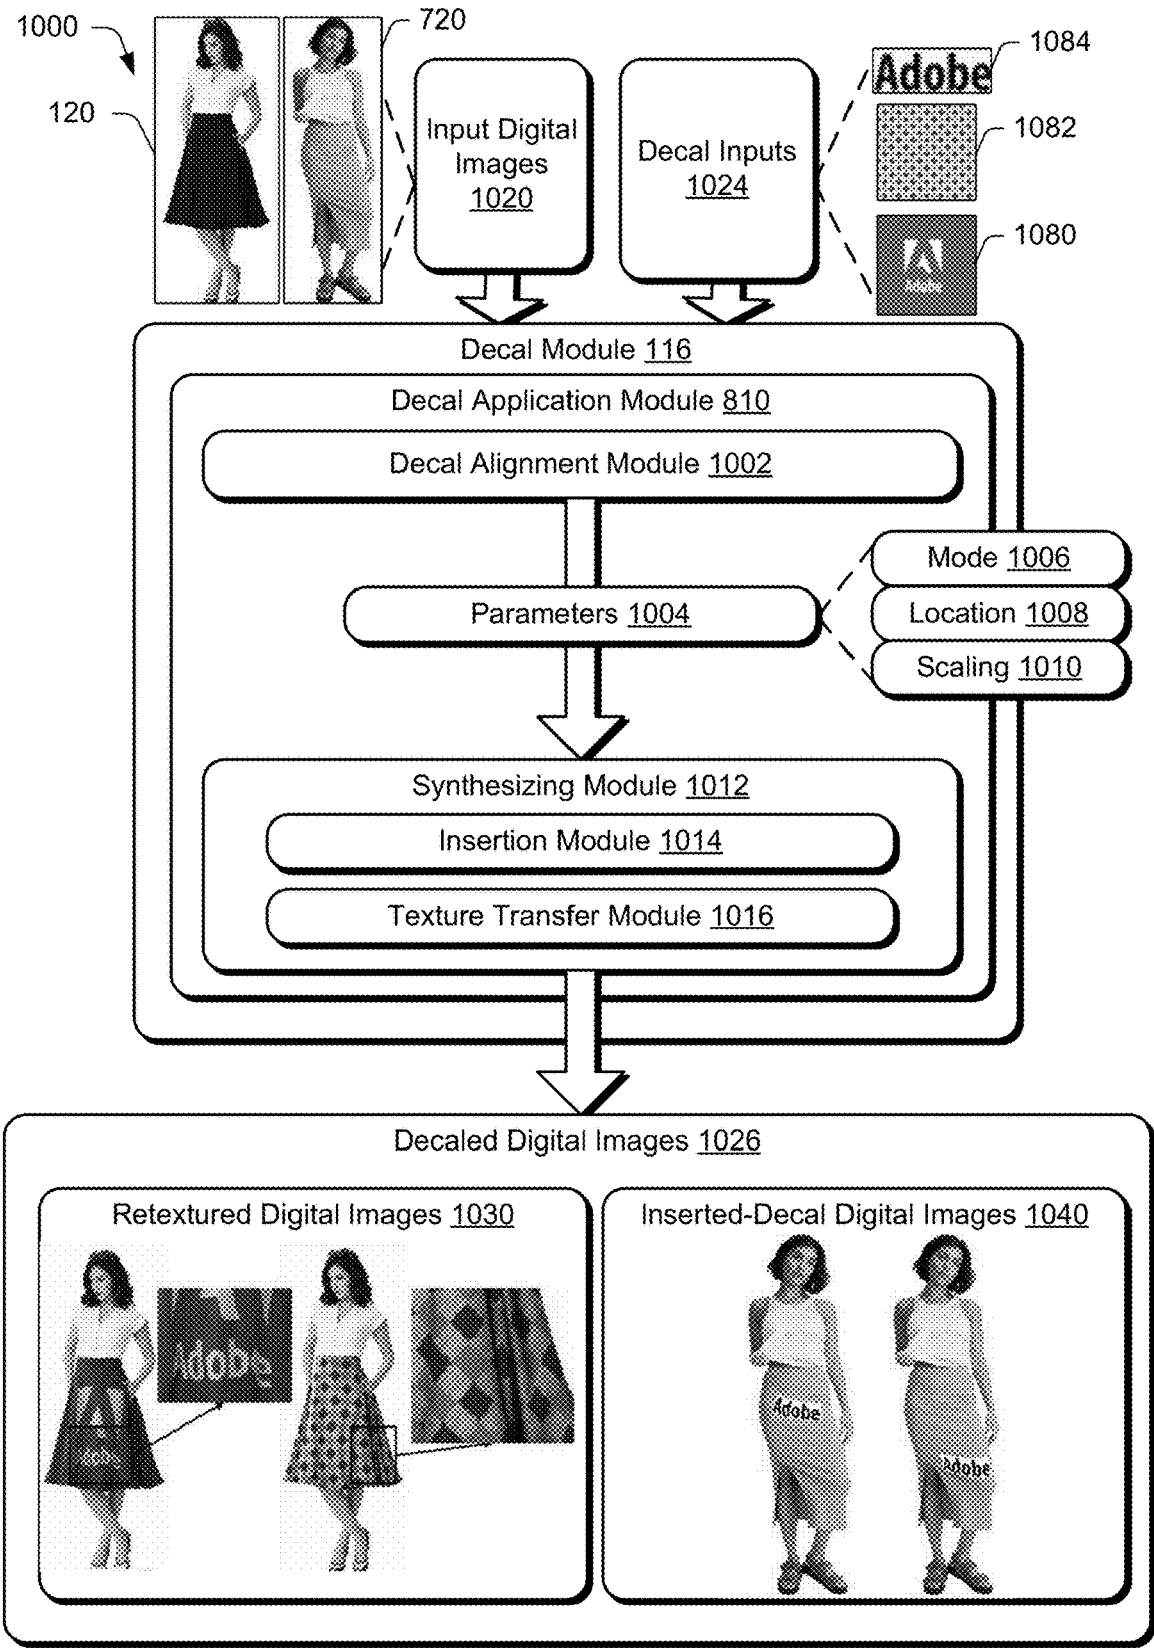 1000
720
120
Input Digital
Images
1020
Decal Inputs
1024
Adobe
1084
1082
1080
Adobe
Decal Module 116
Decal Application Module 810
Decal Alignment Module 1002
Parameters 1004
Mode 1006
Location 1008
Scaling 1010
Synthesizing Module 1012
Insertion Module 1014
Texture Transfer Module 1016
Decaled Digital Images 1026
Retextured Digital Images 1030
Adobe
Adobe
Inserted-Decal Digital Images 1040
Adobe
Adobe